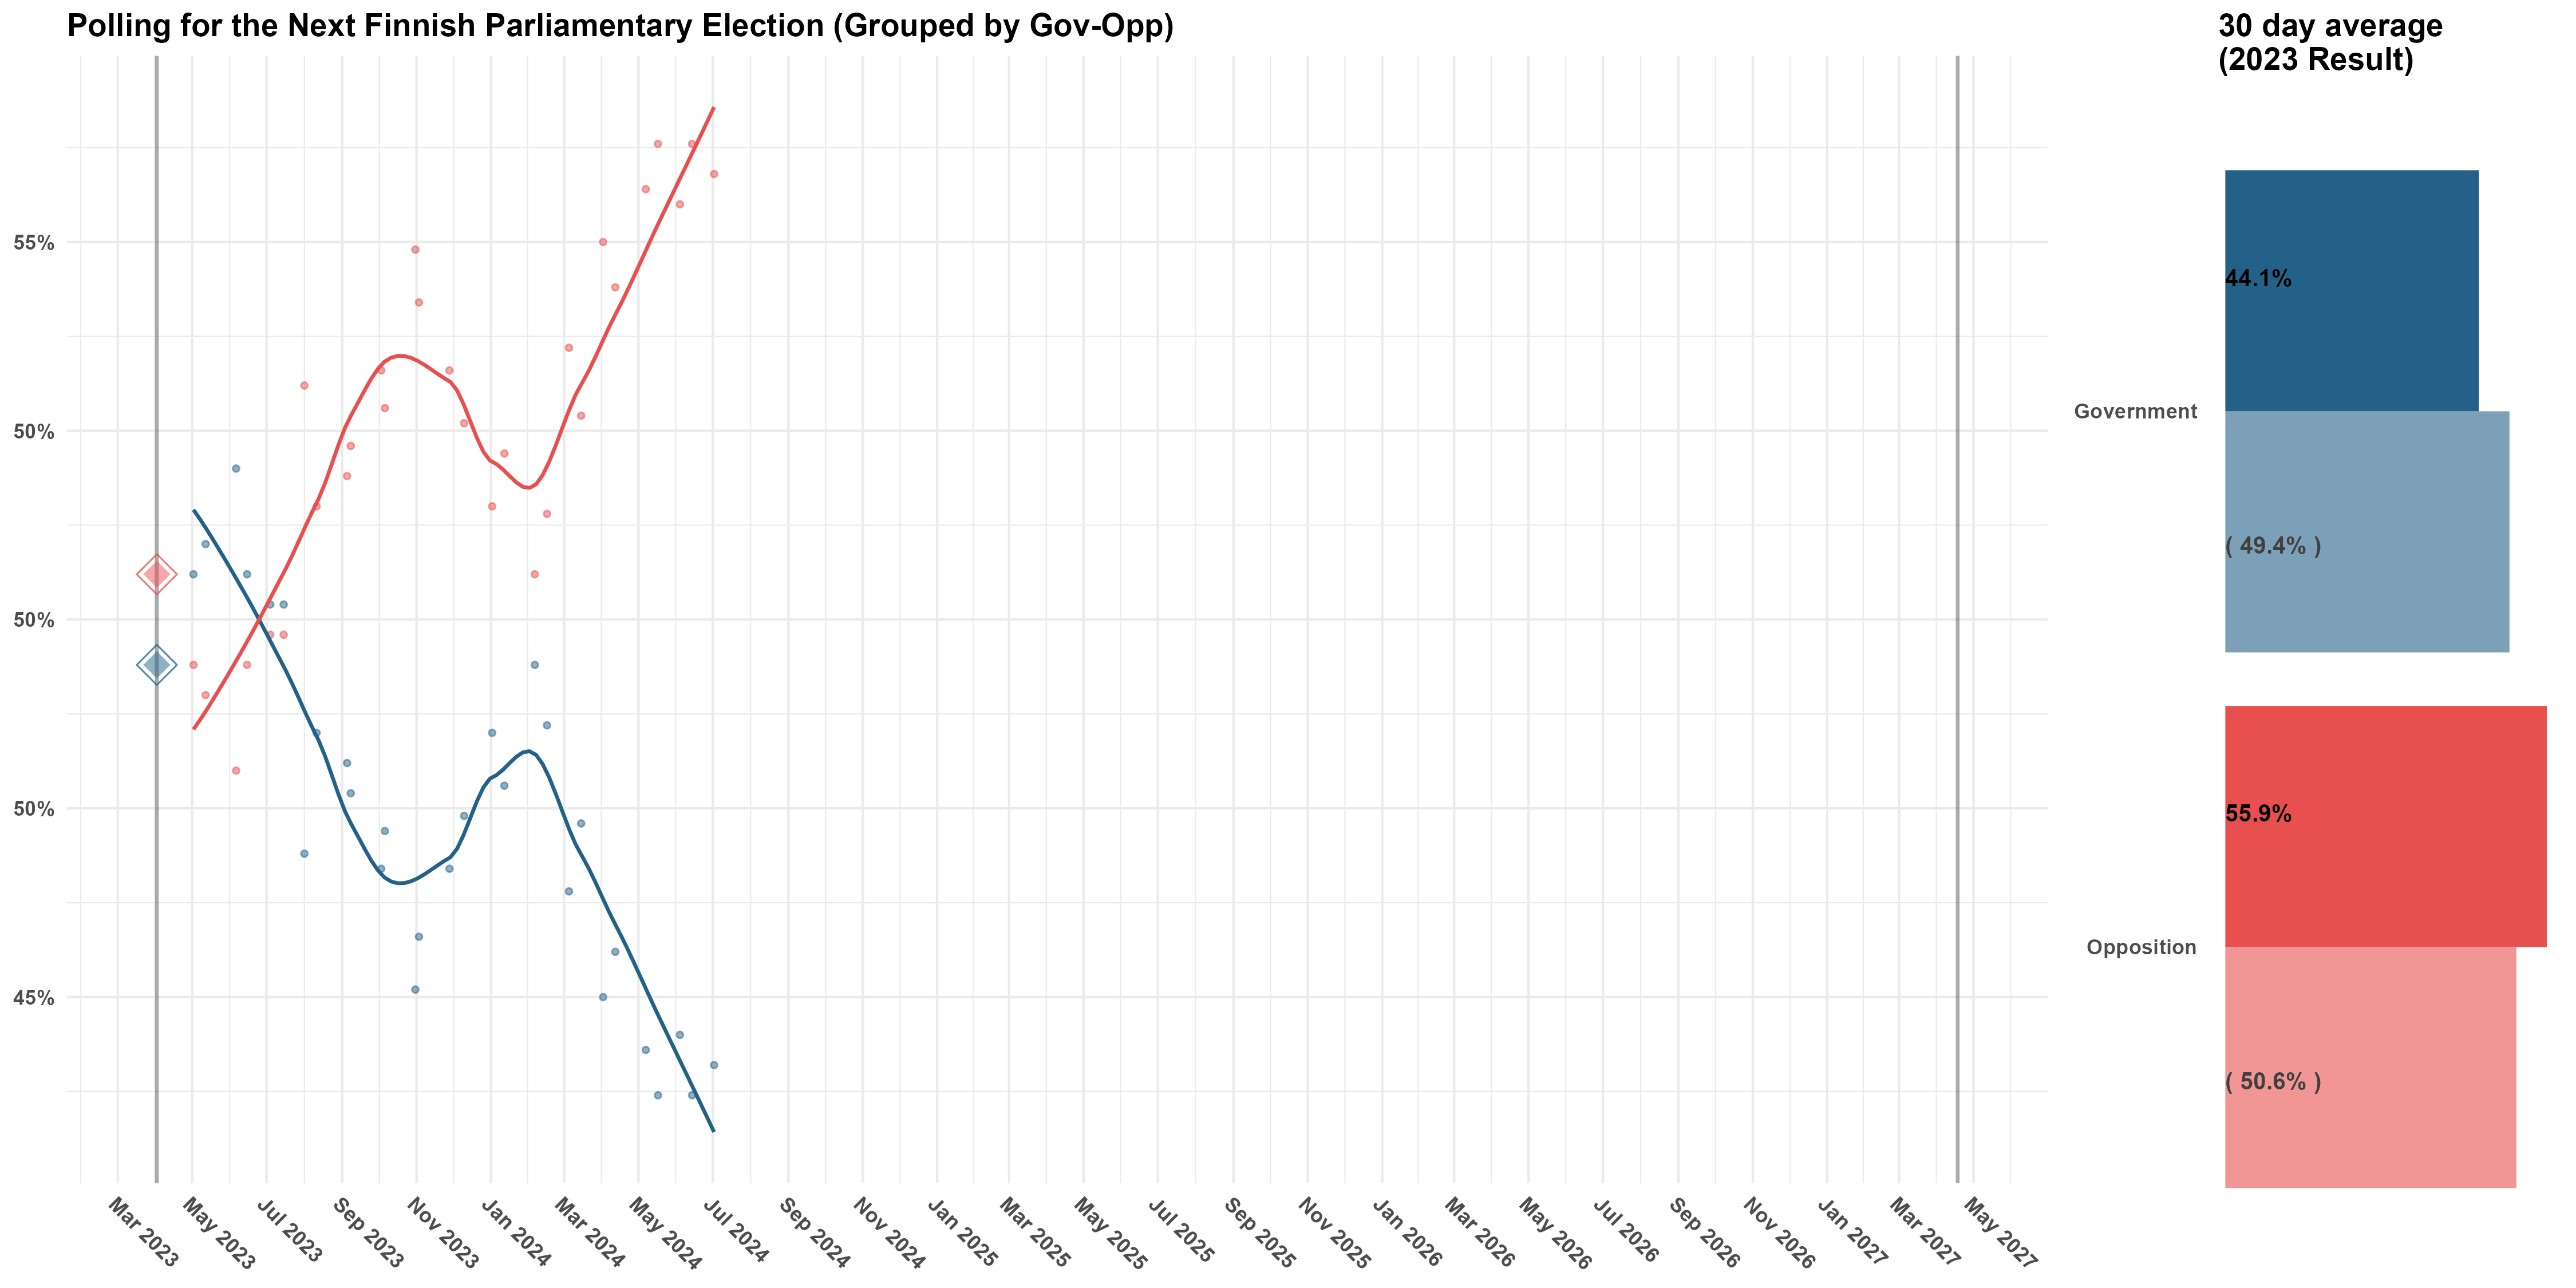 Polling for the Next Finnish Parliamentary Election (Grouped by Gov-Opp)
30 day average
(2023 Result)
55%
50%
50%
50%
45%
Mar 2023
May 2023
Jul 2023
Sep 2023
Nov 2023
Jan 2024
Mar 2024
May 2024
Jul 2024
Sep 2024
Nov 2024
Jan 2025
Mar 2025
May 2025
Jul 2025
Sep 2025
Nov 2025
Jan 2026
Mar 2026
May 2026
Jul 2026
Sep 2026
Nov 2026
Jan 2027
Mar 2027
May 2027
Government
44.1%
( 49.4% )
Opposition
55.9%
( 50.6% )